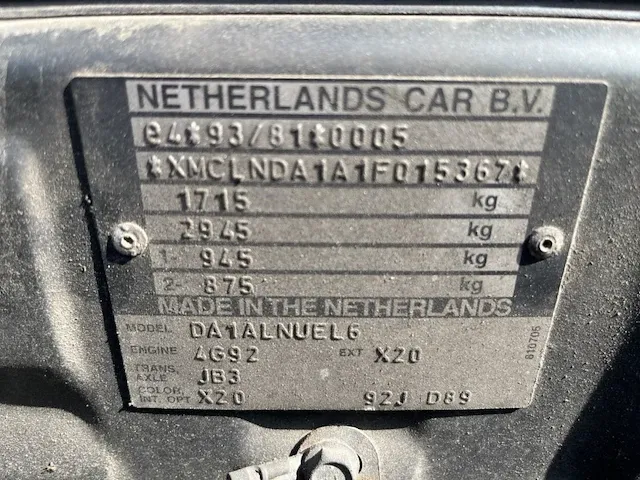 NETHERLANDS CAR B.V.
e4*93/81*0005
*XMCLNDA1A1F015367*
1715 kg
2945 kg
1- 945 kg
2- 875 kg
MADE IN THE NETHERLANDS
MODEL DA1ALNUEL6
ENGINE 4G92 EXT X20
TRANS. AXLE JB3
COLOR, INT. OPT X20 92J D89
810705